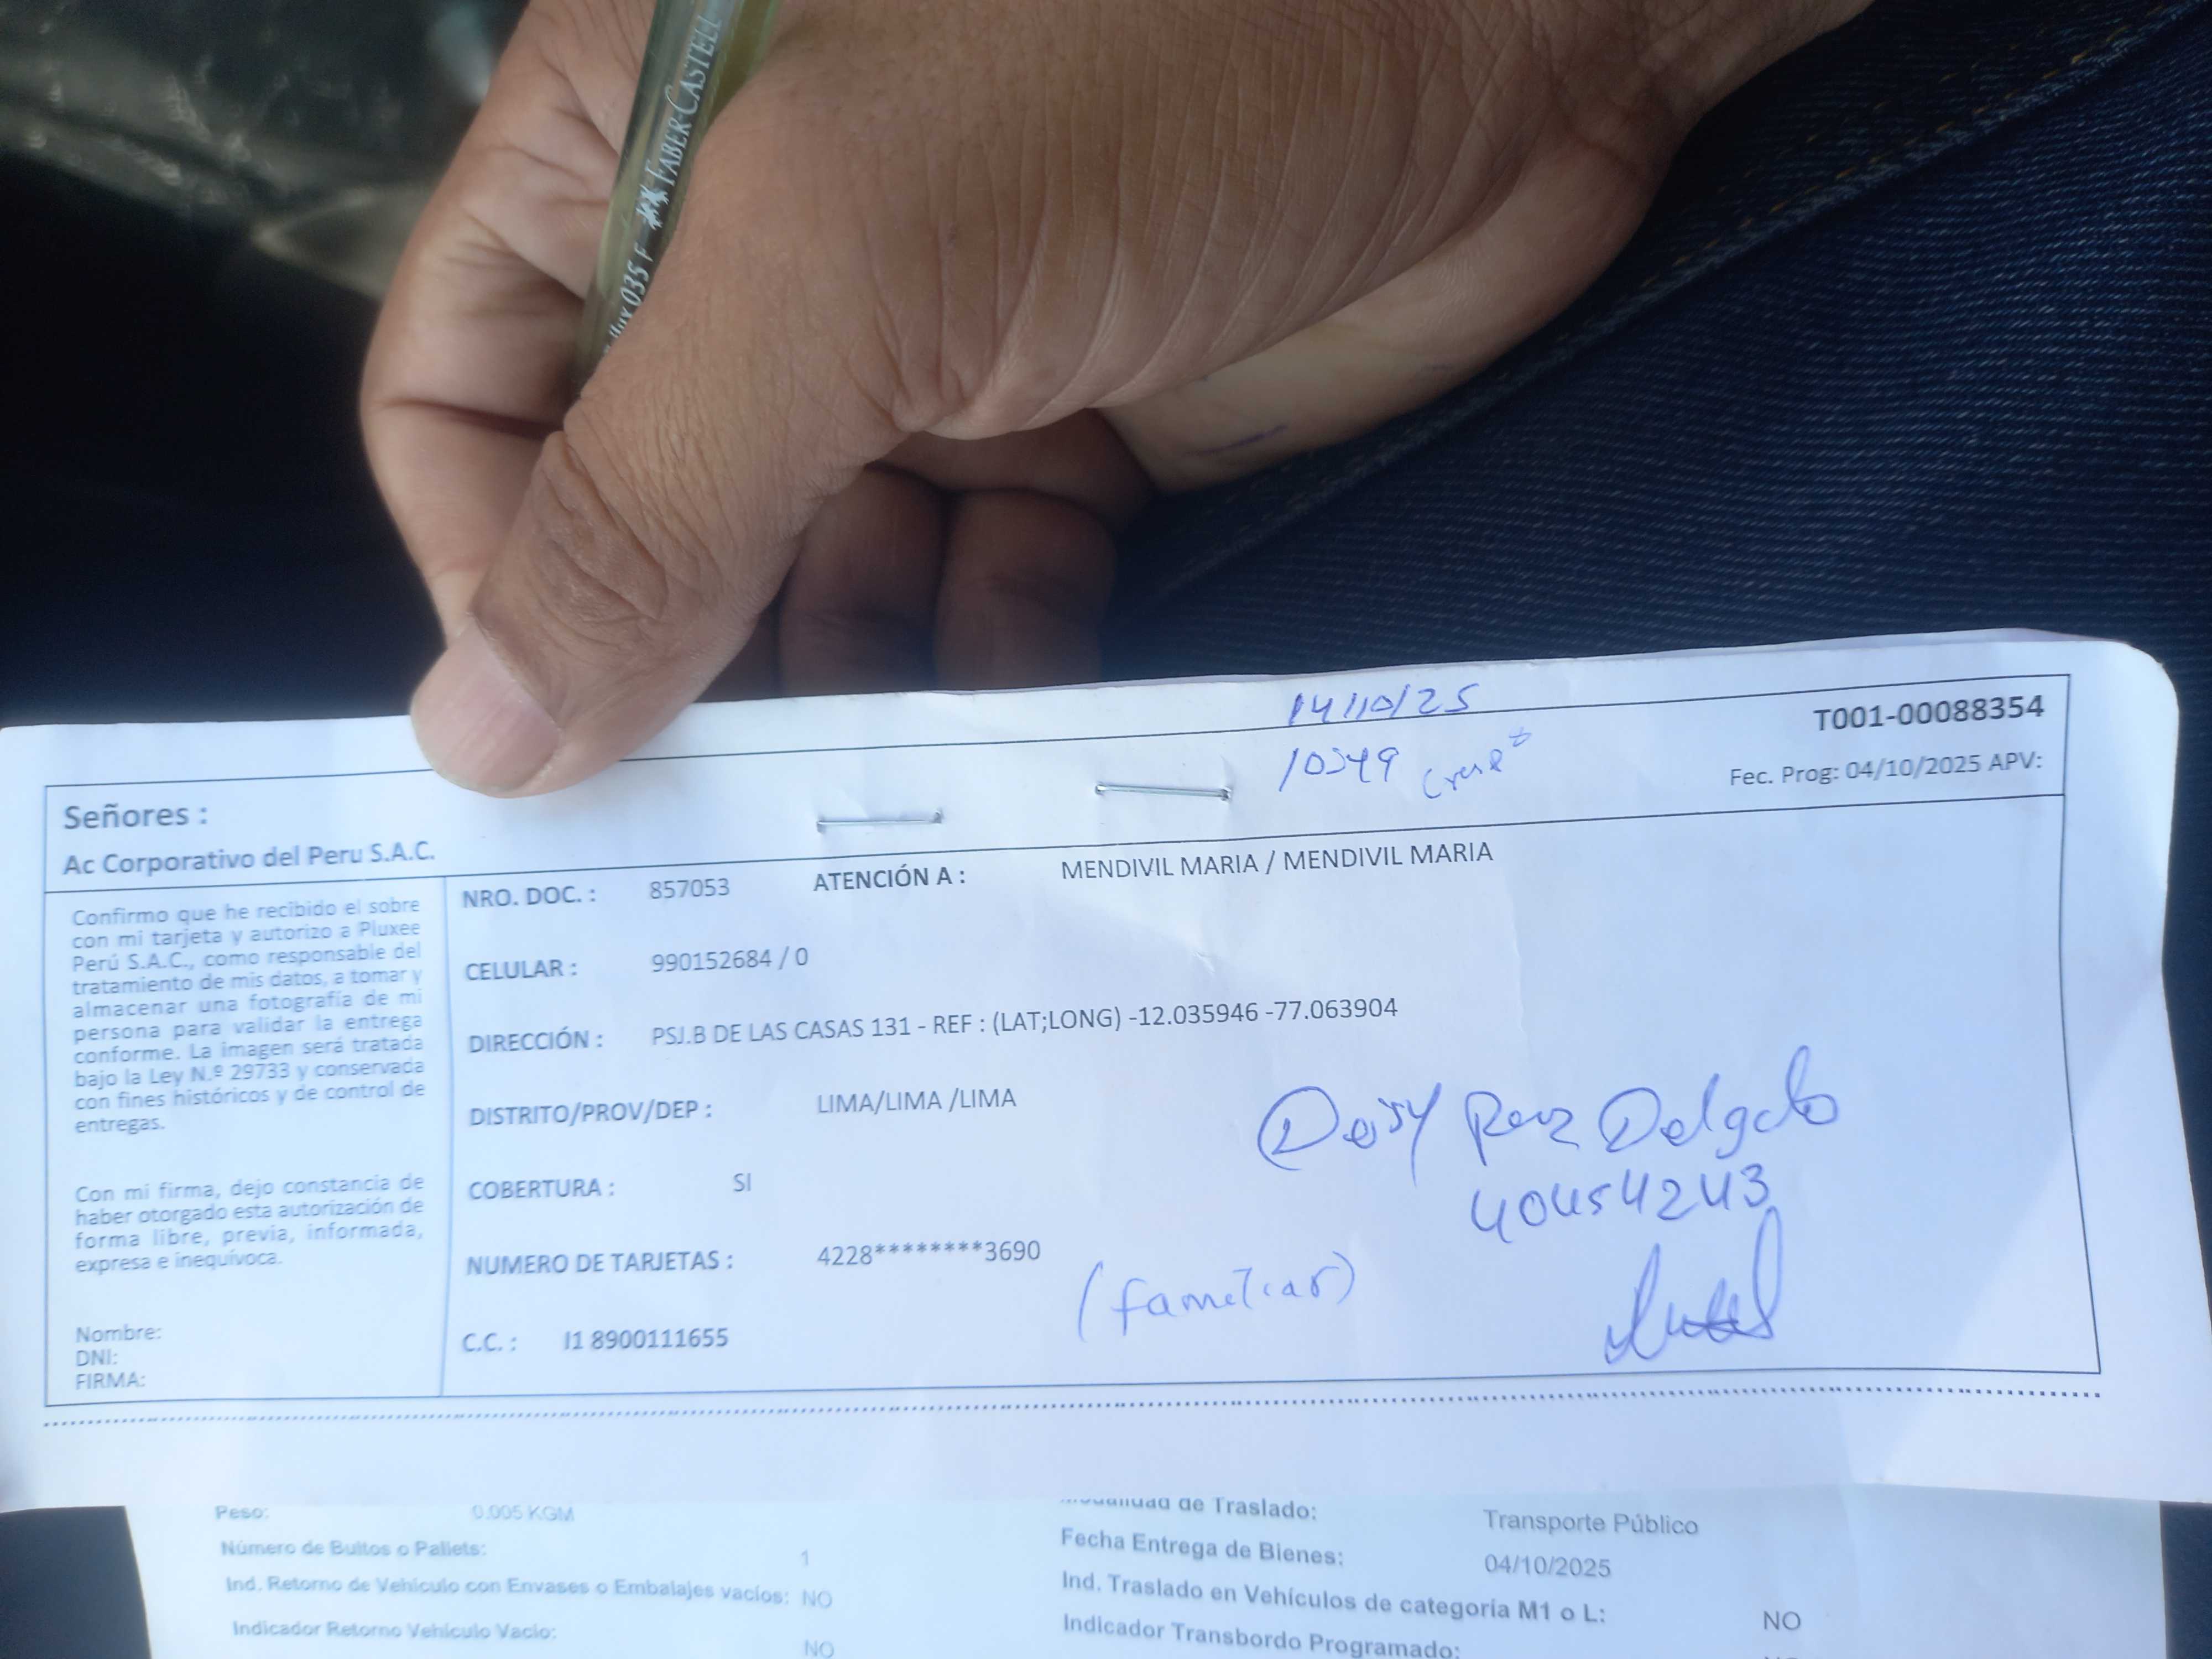 FABER-CASTELL
035 F
14/10/25
T001-00088354
Fec. Prog: 04/10/2025 APV:
Señores :
Ac Corporativo del Peru S.A.C.
NRO. DOC. : 857053 ATENCIÓN A : MENDIVIL MARIA / MENDIVIL MARIA
CELULAR : 990152684 / 0
DIRECCIÓN : PSJ.B DE LAS CASAS 131 - REF : (LAT;LONG) -12.035946 -77.063904
DISTRITO/PROV/DEP : LIMA/LIMA /LIMA
COBERTURA : SI
NUMERO DE TARJETAS : 4228********3690
C.C. : I1 8900111655
Confirmo que he recibido el sobre
con mi tarjeta y autorizo a Pluxee
Perú S.A.C., como responsable del
tratamiento de mis datos, a tomar y
almacenar una fotografía de mi
persona para validar la entrega
conforme. La imagen será tratada
bajo la Ley N.º 29733 y conservada
con fines históricos y de control de
entregas.
Con mi firma, dejo constancia de
haber otorgado esta autorización de
forma libre, previa, informada,
expresa e inequívoca.
Nombre:
DNI:
FIRMA:
Delgado
40454243
(familiar)
Peso: 0.005 KGM
Número de Bultos o Pallets: 1
Ind. Retorno de Vehículo con Envases o Embalajes vacíos: NO
Indicador Retorno Vehículo Vacío: NO
de Traslado: Transporte Público
Fecha Entrega de Bienes: 04/10/2025
Ind. Traslado en Vehículos de categoría M1 o L: NO
Indicador Transbordo Programado: